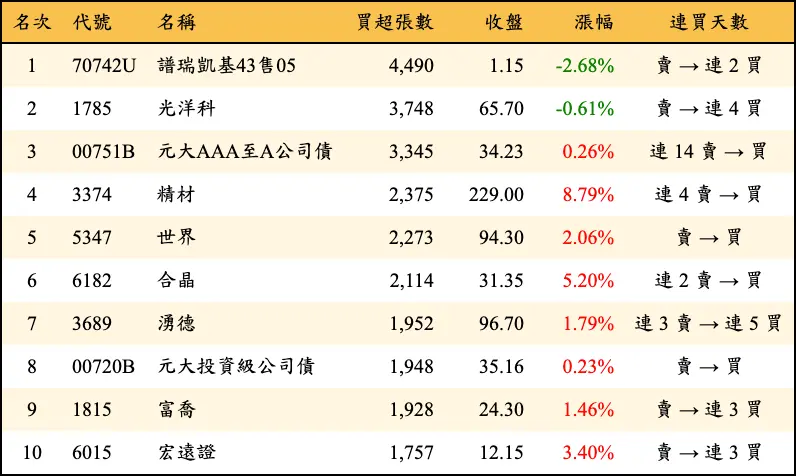 名次 代號 名稱 買超張數 收盤 漲幅 連買天數
1 70742U 譜瑞凱基43售05 4,490 1.15 -2.68% 賣 → 連 2 買
2 1785 光洋科 3,748 65.70 -0.61% 賣 → 連 4 買
3 00751B 元大AAA至A公司債 3,345 34.23 0.26% 連 14 賣 → 買
4 3374 精材 2,375 229.00 8.79% 連 4 賣 → 買
5 5347 世界 2,273 94.30 2.06% 賣 → 買
6 6182 合晶 2,114 31.35 5.20% 連 2 賣 → 買
7 3689 湧德 1,952 96.70 1.79% 連 3 賣 → 連 5 買
8 00720B 元大投資級公司債 1,948 35.16 0.23% 賣 → 買
9 1815 富喬 1,928 24.30 1.46% 賣 → 連 3 買
10 6015 宏遠證 1,757 12.15 3.40% 賣 → 連 3 買